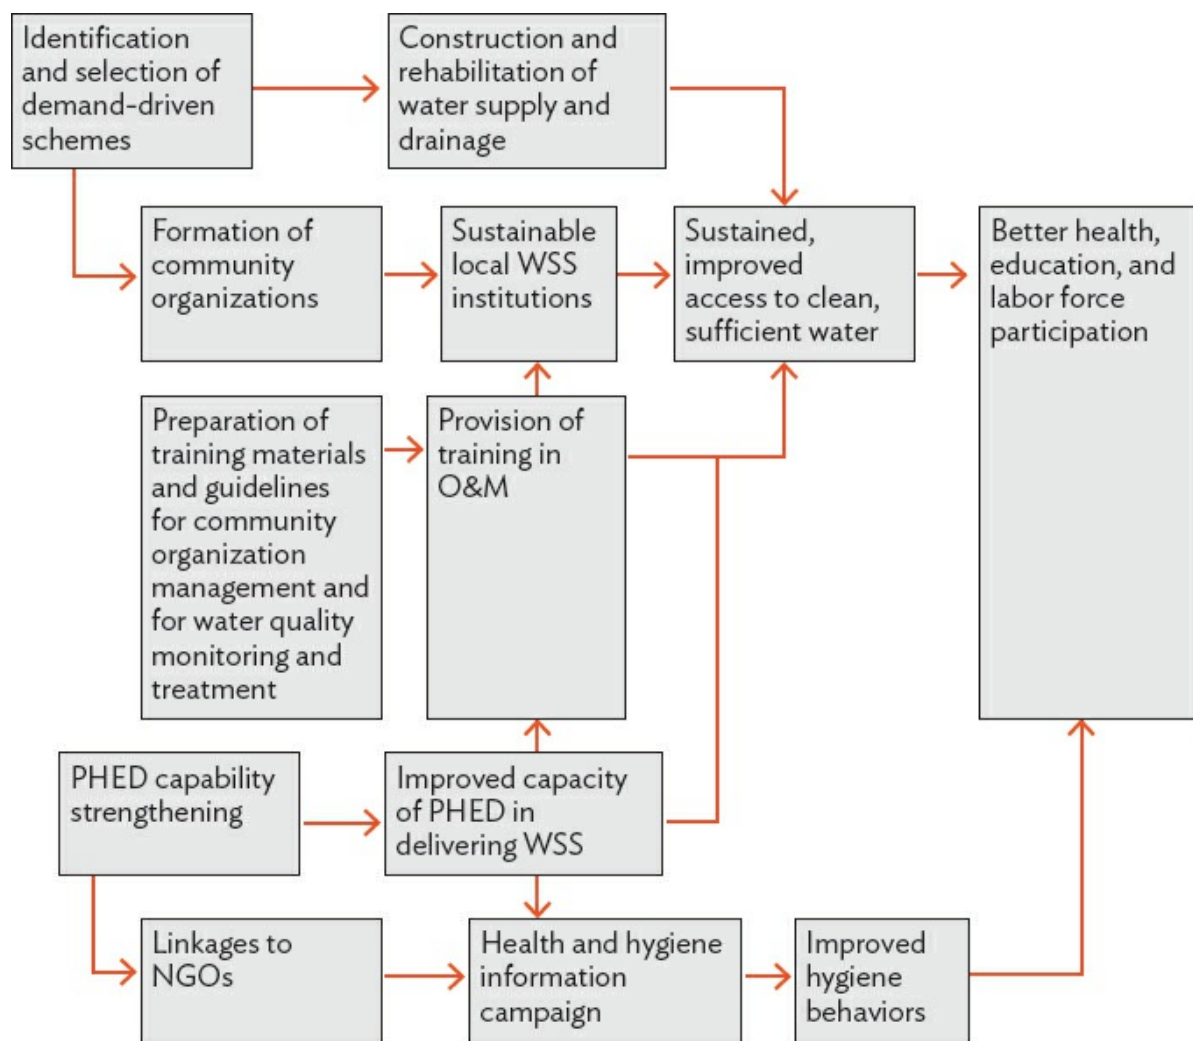 Identification
and selection of
demand-driven
schemes
Construction and
rehabilitation of
water supply and
drainage
Formation of
community
organizations
Sustainable
local WSS
institutions
Sustained,
improved
access to clean,
sufficient water
Better health,
education, and
labor force
participation
Preparation of
training materials
and guidelines
for community
organization
management and
for water quality
monitoring and
treatment
Provision of
training in
O&M
PHED capability
strengthening
Improved capacity
of PHED in
delivering WSS
Linkages to
NGOs
Health and hygiene
information
campaign
Improved
hygiene
behaviors